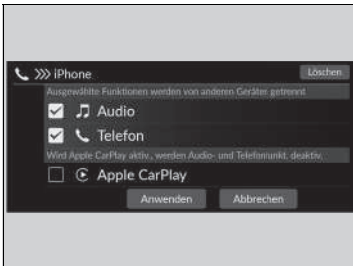 iPhone
Löschen
Ausgewählte Funktionen werden von anderen Geräten getrennt
Audio
Telefon
Wird Apple CarPlay aktiv., werden Audio- und Telefonunkt. deaktiv.
Apple CarPlay
Anwenden
Abbrechen